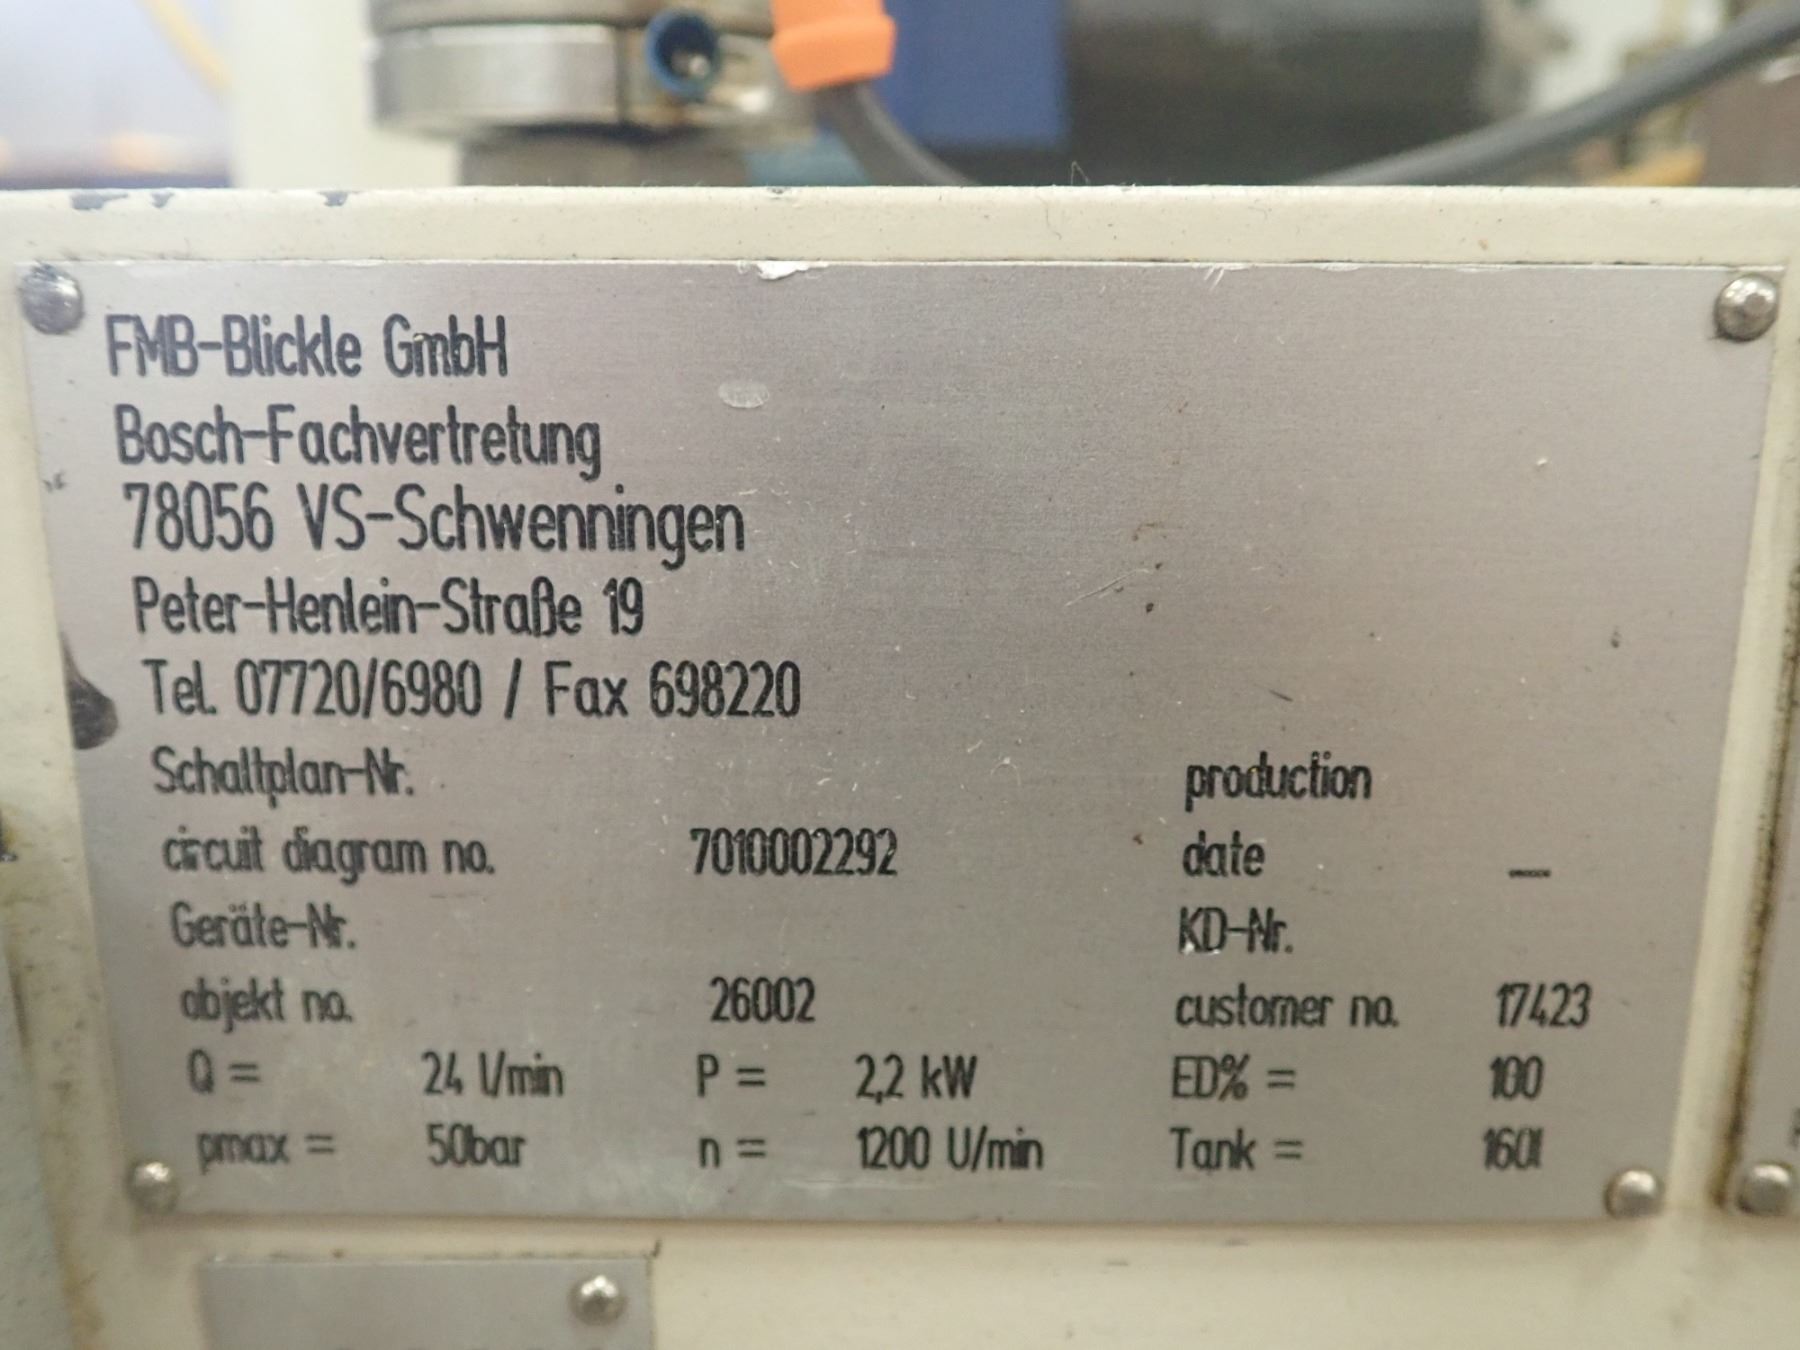 FMB-Blickle GmbH
Bosch-Fachvertretung
78056 VS-Schwenningen
Peter-Henlein-Straße 19
Tel. 07720/6980 / Fax 698220
Schaltplan-Nr. production
circuit diagram no. 7010002292 date _
Geräte-Nr. KD-Nr.
objekt no. 26002 customer no. 17423
Q = 24 l/min P = 2,2 kW ED% = 100
pmax = 50bar n = 1200 U/min Tank = 160l